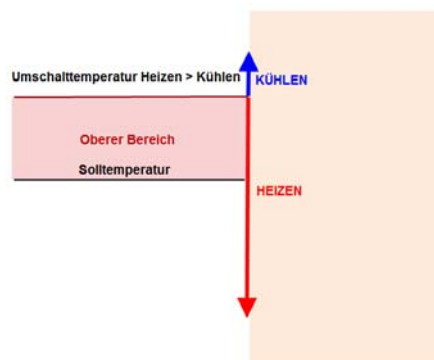 Umschalttemperatur Heizen > Kühlen
KÜHLEN
Oberer Bereich
Solltemperatur
HEIZEN